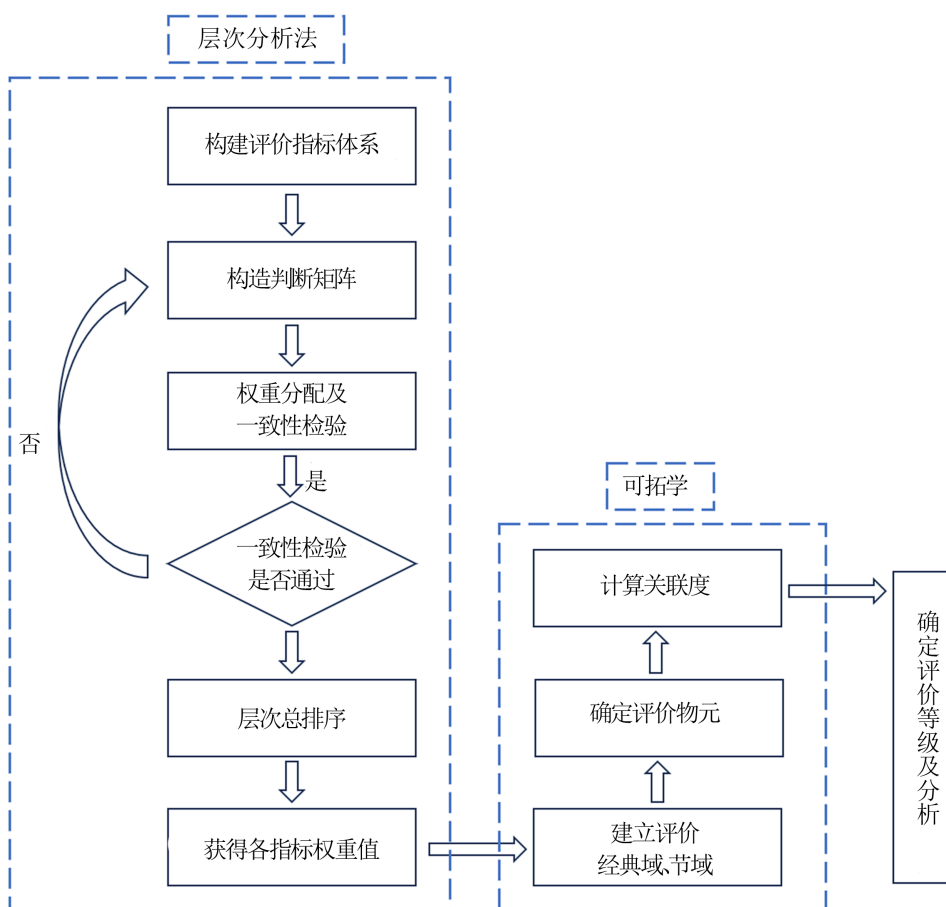 层次分析法
构建评价指标体系
构造判断矩阵
权重分配及
一致性检验
否
是
一致性检验
是否通过
层次总排序
获得各指标权重值
可拓学
计算关联度
确定评价物元
建立评价
经典域、节域
确定评价等级及分析